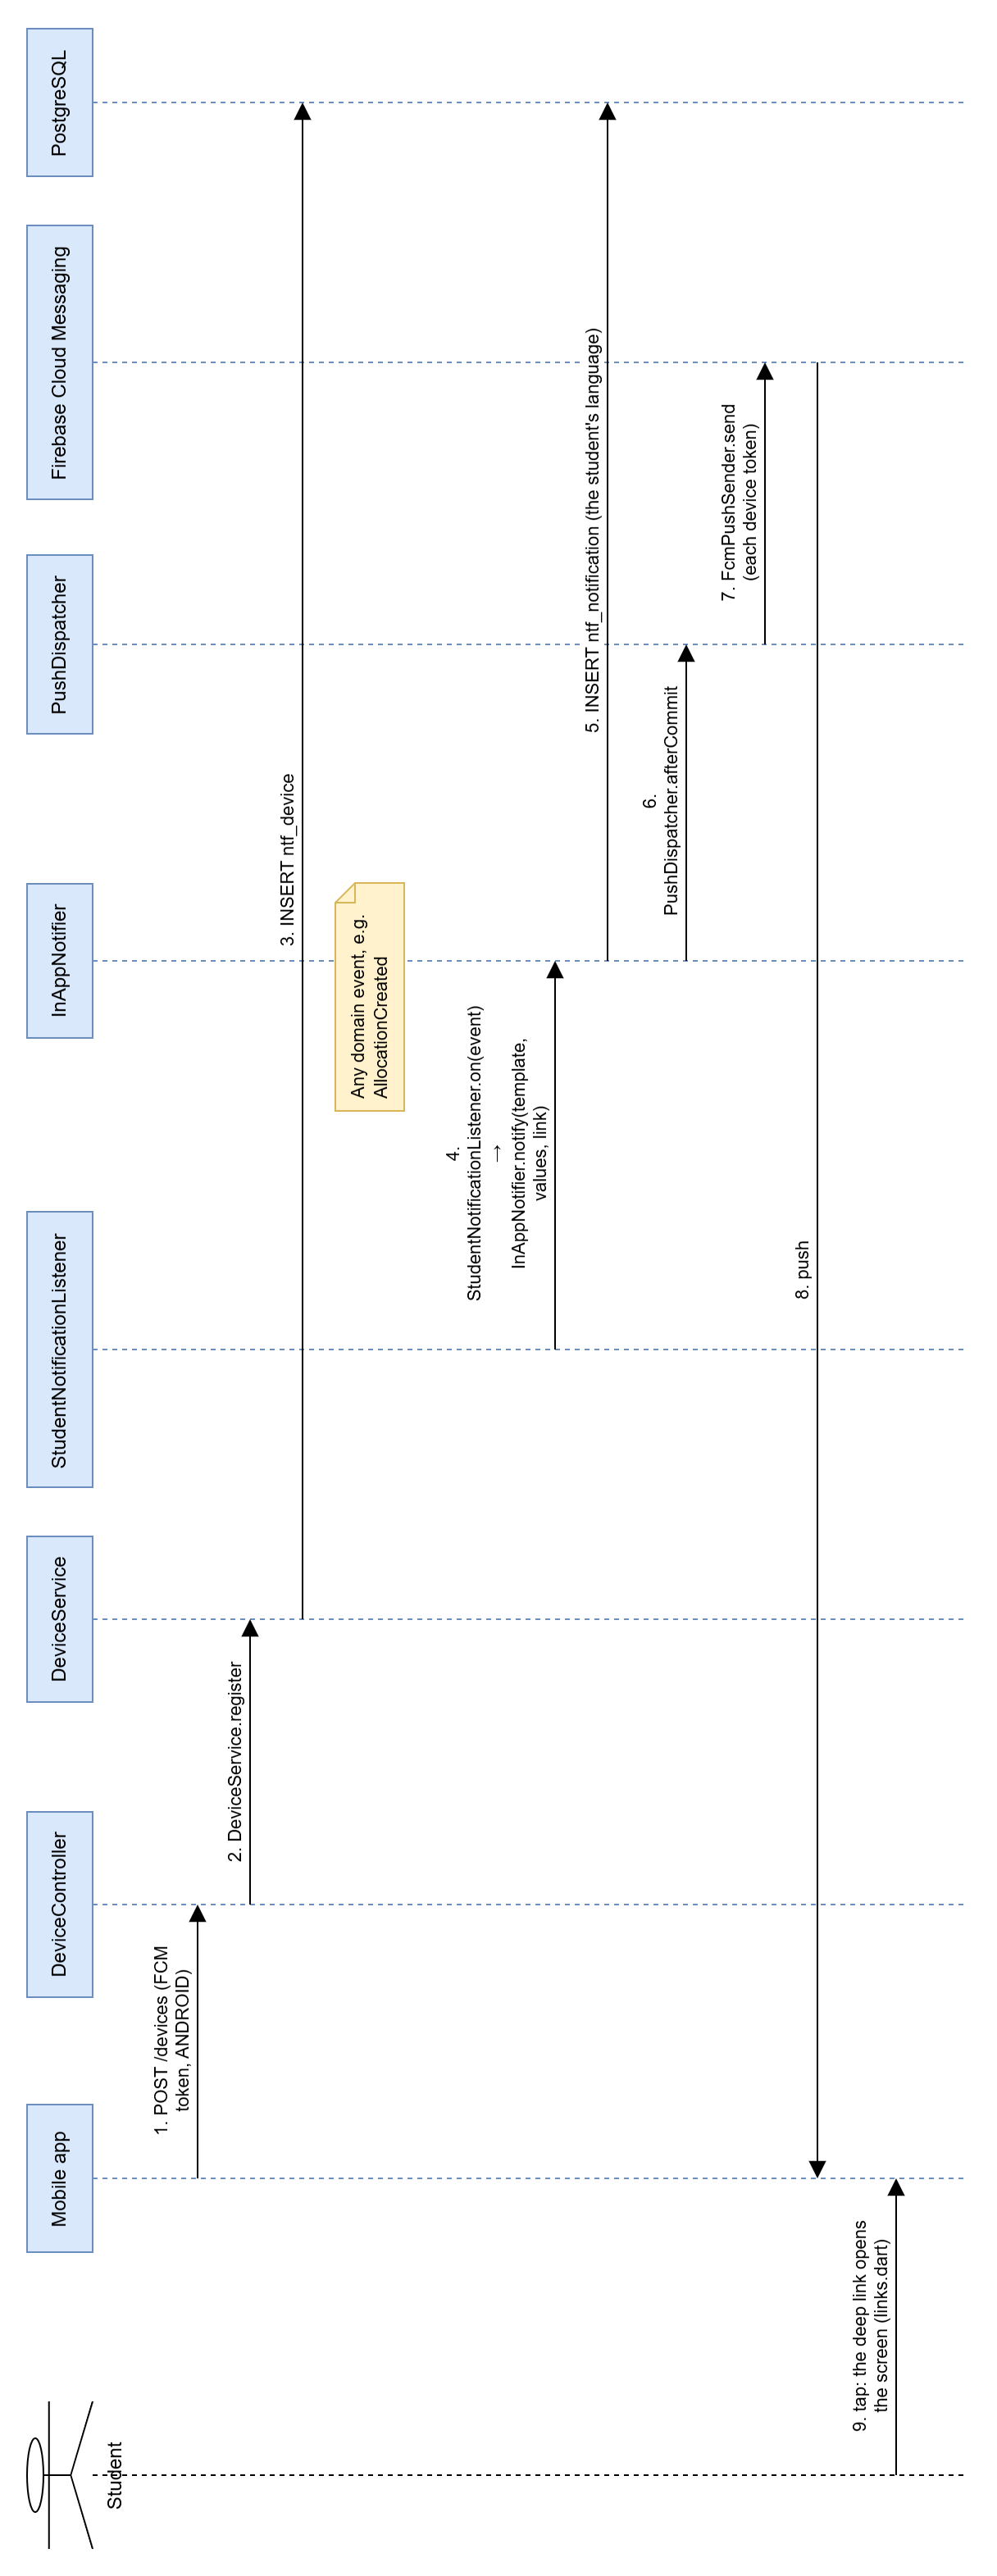 Student
Mobile app
DeviceController
DeviceService
StudentNotificationListener
InAppNotifier
PushDispatcher
Firebase Cloud Messaging
PostgreSQL
1. POST /devices (FCM
token, ANDROID)
2. DeviceService.register
3. INSERT ntf_device
Any domain event, e.g.
AllocationCreated
4.
StudentNotificationListener.on(event)
→
InAppNotifier.notify(template,
values, link)
5. INSERT ntf_notification (the student's language)
6.
PushDispatcher.afterCommit
7. FcmPushSender.send
(each device token)
8. push
9. tap: the deep link opens
the screen (links.dart)